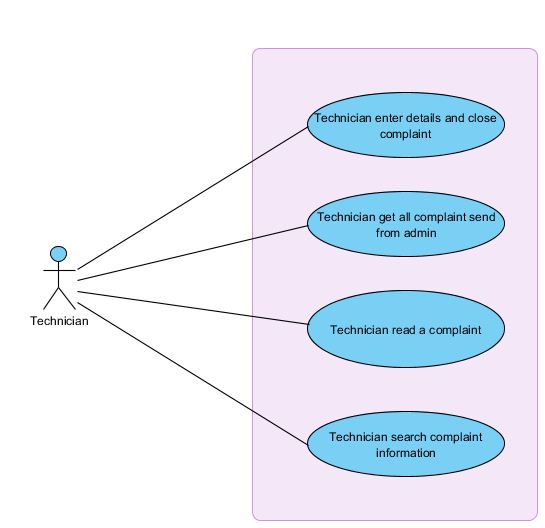 Technician enter details and close
complaint
Technician get all complaint send
from admin
Technician
Technician read a complaint
Technician search complaint
information